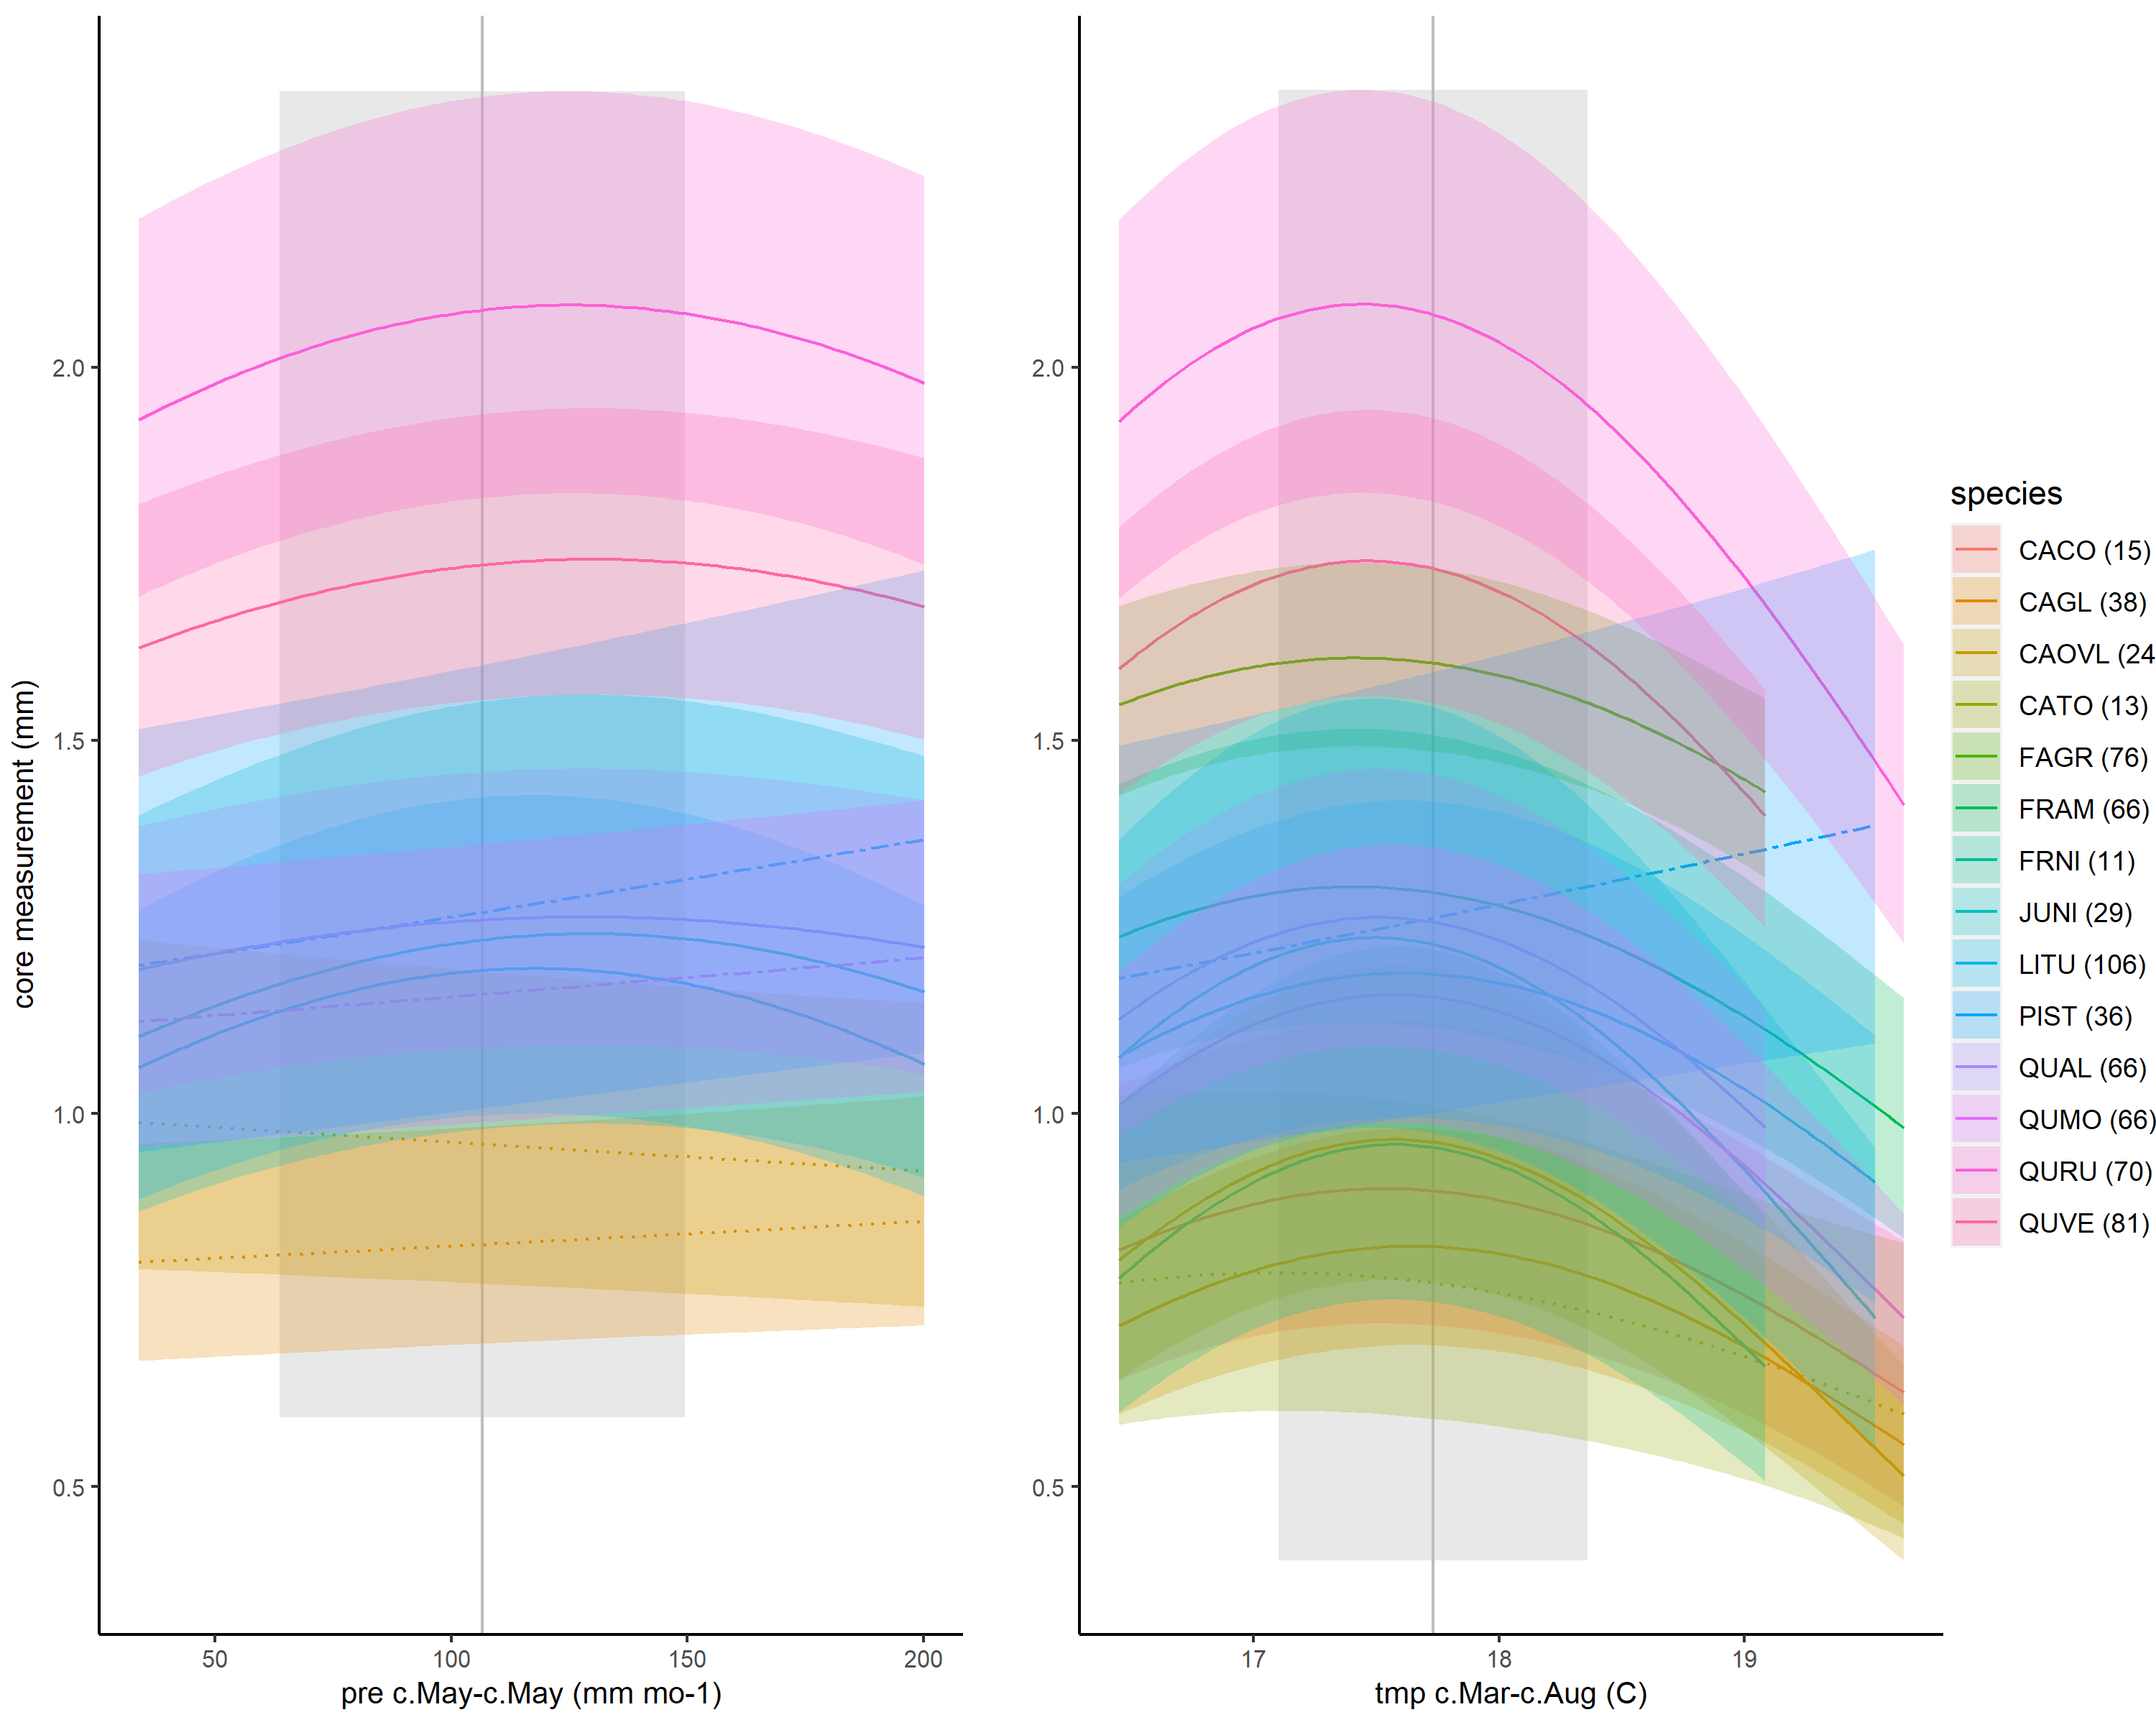 core measurement (mm)
2.0
1.5
1.0
0.5
50 100 150 200
pre c.May-c.May (mm mo-1)
2.0
1.5
1.0
0.5
17 18 19
tmp c.Mar-c.Aug (C)
species
CACO (15)
CAGL (38)
CAOVL (24
CATO (13)
FAGR (76)
FRAM (66)
FRNI (11)
JUNI (29)
LITU (106)
PIST (36)
QUAL (66)
QUMO (66)
QURU (70)
QUVE (81)